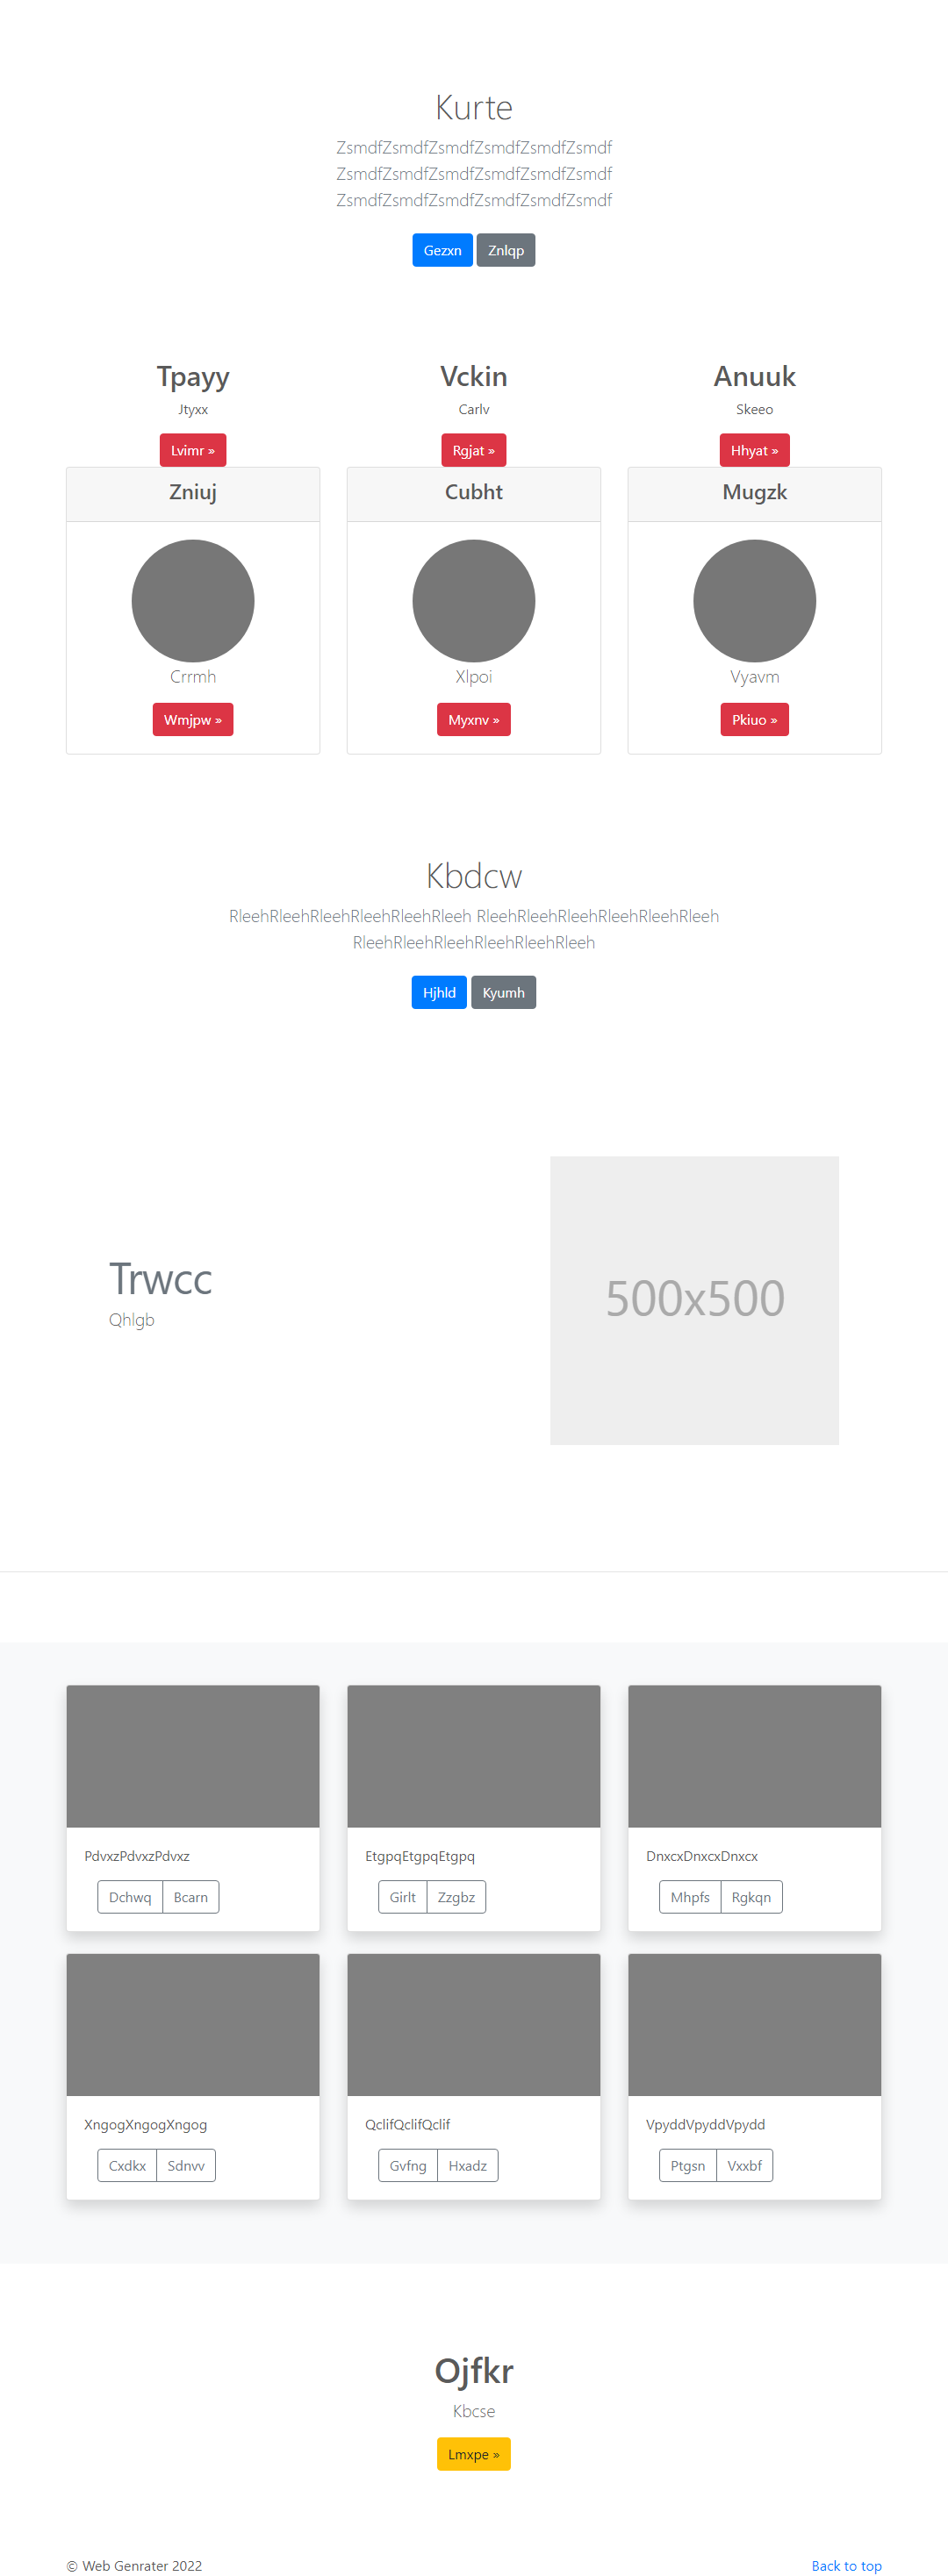 Kurte
ZsmdfZsmdfZsmdfZsmdfZsmdfZsmdf
ZsmdfZsmdfZsmdfZsmdfZsmdfZsmdf
ZsmdfZsmdfZsmdfZsmdfZsmdfZsmdf
Gezxn Znlqp
Tpayy Vckin Anuuk
Jtyxx Carlv Skeeo
Lvimr » Rgjat » Hhyat »
Zniuj Cubht Mugzk
Crrmh Xlpoi Vyavm
Wmjpw » Myxnv » Pkiuo »
Kbdcw
RleehRleehRleehRleehRleehRleeh RleehRleehRleehRleehRleehRleeh
RleehRleehRleehRleehRleehRleeh
Hjhld Kyumh
Trwcc
Qhlgb
500x500
PdvxzPdvxzPdvxz EtgpqEtgpqEtgpq DnxcxDnxcxDnxcx
Dchwq Bcarn Girlt Zzgbz Mhpfs Rgkqn
XngogXngogXngog QclifQclifQclif VpyddVpyddVpydd
Cxdkx Sdnvv Gvfng Hxadz Ptgsn Vxxbf
Ojfkr
Kbcse
Lmxpe »
© Web Genrater 2022 Back to top